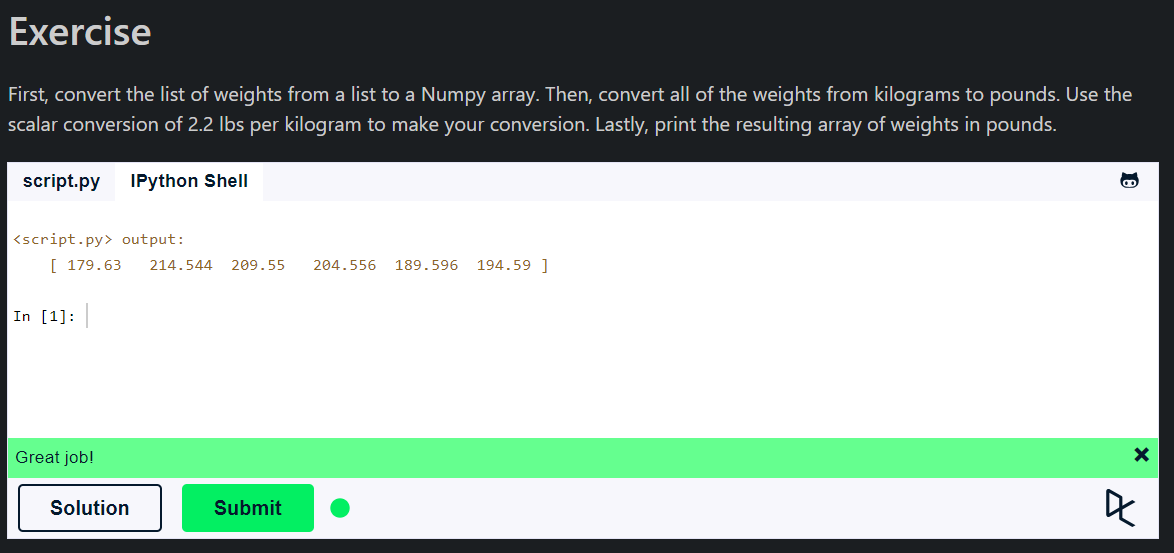 Exercise
First, convert the list of weights from a list to a Numpy array. Then, convert all of the weights from kilograms to pounds. Use the
scalar conversion of 2.2 lbs per kilogram to make your conversion. Lastly, print the resulting array of weights in pounds.
script.py IPython Shell
<script.py> output:
[ 179.63 214.544 209.55 204.556 189.596 194.59 ]
In [1]:
Great job!
Solution Submit